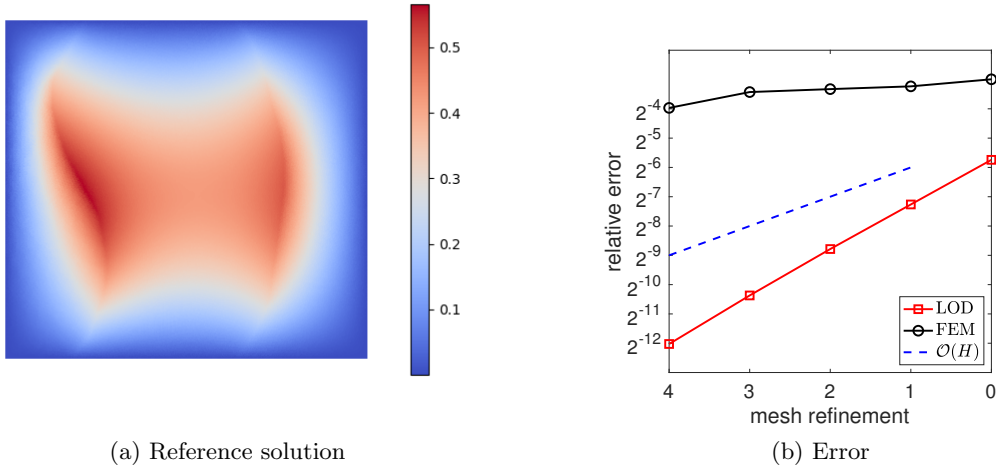 0.5
0.4
0.3
0.2
0.1
(a) Reference solution
relative error
2^-4
2^-5
2^-6
2^-7
2^-8
2^-9
2^-10
2^-11
2^-12
LOD
FEM
𝒪(H)
4 3 2 1 0
mesh refinement
(b) Error